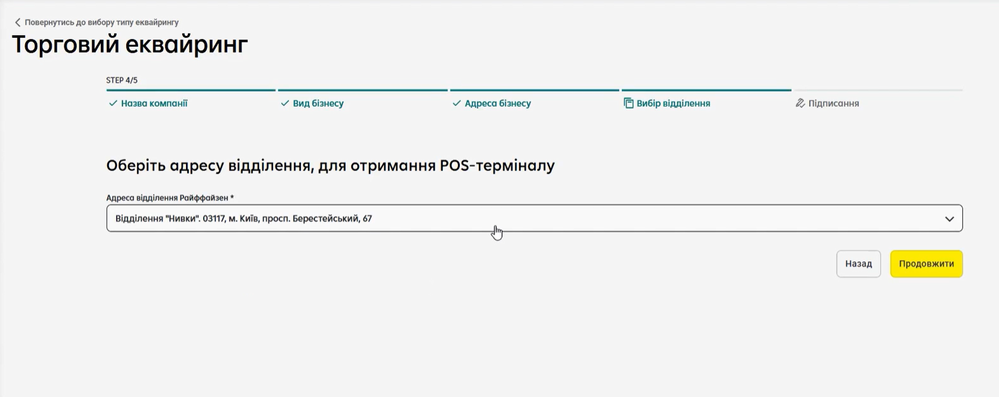 Повернутись до вибору типу еквайрингу
Торговий еквайринг
STEP 4/5
Назва компанії
Вид бізнесу
Адреса бізнесу
Вибір відділення
Підписання
Оберіть адресу відділення, для отримання POS-терміналу
Адреса відділення Райффайзен *
Відділення "Нивки". 03117, м. Київ, просп. Берестейський, 67
Назад
Продовжити